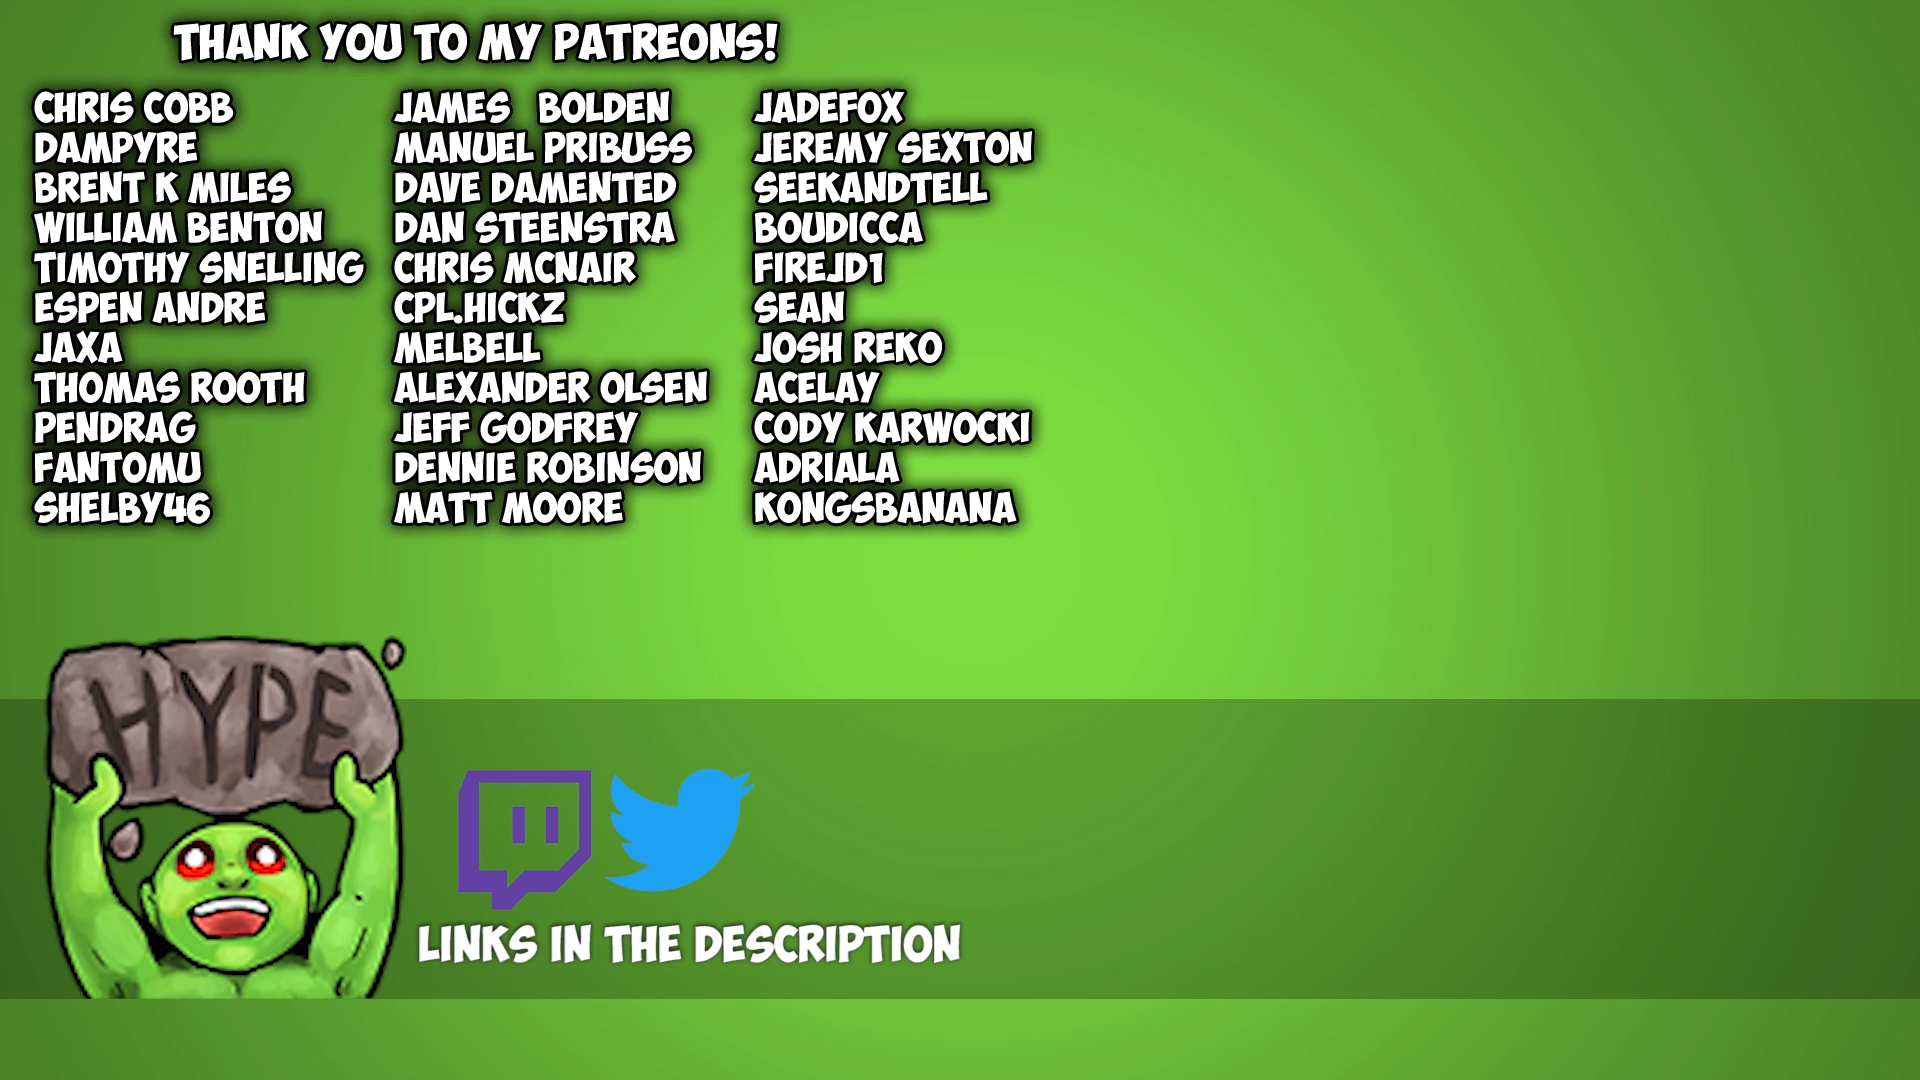 THANK YOU TO MY PATREONS!
CHRIS COBB
DAMPYRE
BRENT K MILES
WILLIAM BENTON
TIMOTHY SNELLING
ESPEN ANDRE
JAXA
THOMAS ROOTH
PENDRAG
FANTOMU
SHELBY46
JAMES BOLDEN
MANUEL PRIBUSS
DAVE DAMENTED
DAN STEENSTRA
CHRIS MCNAIR
CPL.HICKZ
MELBELL
ALEXANDER OLSEN
JEFF GODFREY
DENNIE ROBINSON
MATT MOORE
JADEFOX
JEREMY SEXTON
SEEKANDTELL
BOUDICCA
FIREJD1
SEAN
JOSH REKO
ACELAY
CODY KARWOCKI
ADRIALA
KONGSBANANA
HYPE
LINKS IN THE DESCRIPTION